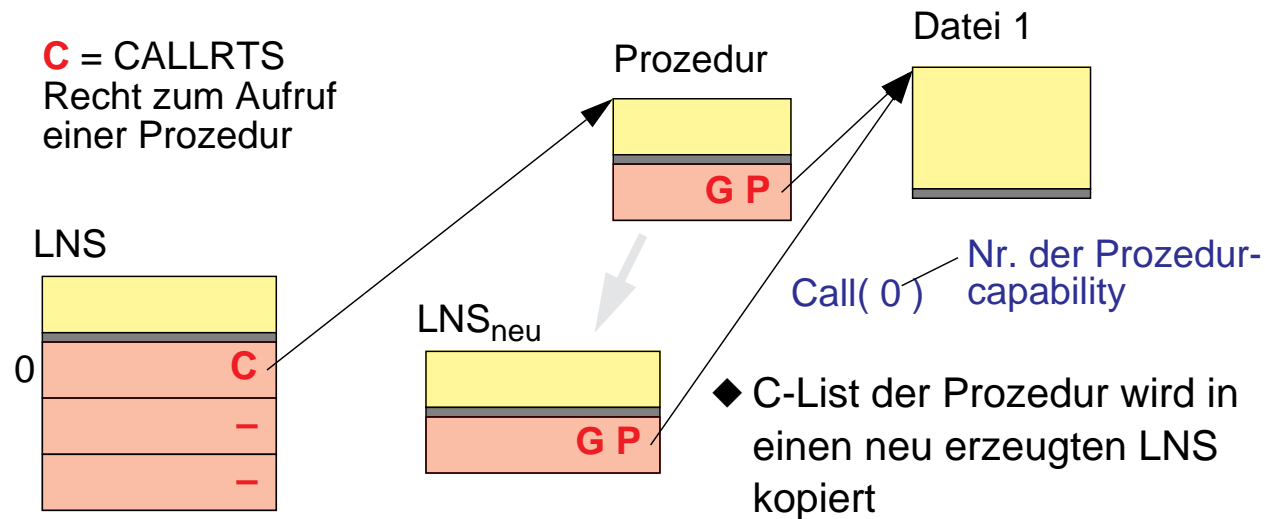 C = CALLRTS
Recht zum Aufruf
einer Prozedur
Prozedur
Datei 1
G P
LNS
0
C
–
–
LNSneu
G P
Call( 0 )
Nr. der Prozedur-
capability
◆ C-List der Prozedur wird in
einen neu erzeugten LNS
kopiert